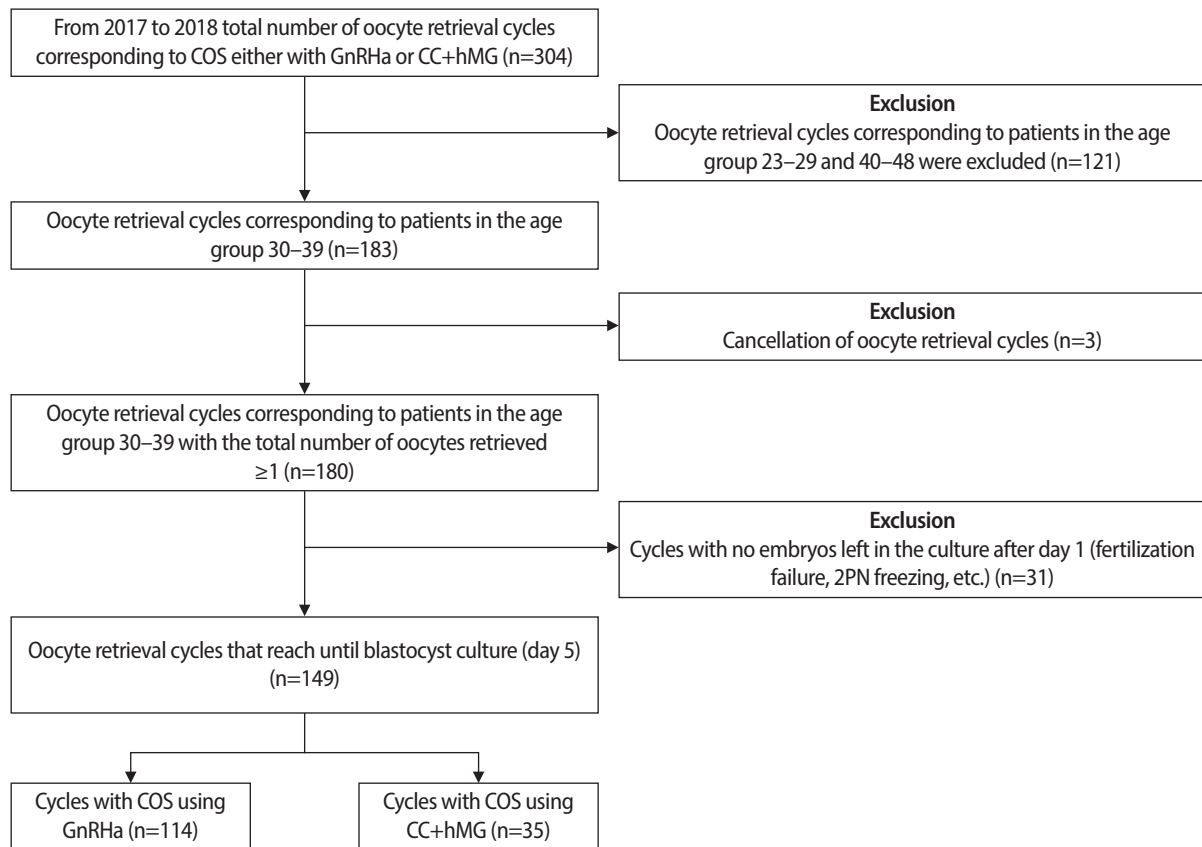 From 2017 to 2018 total number of oocyte retrieval cycles
corresponding to COS either with GnRHa or CC+hMG (n=304)
Exclusion
Oocyte retrieval cycles corresponding to patients in the age
group 23–29 and 40–48 were excluded (n=121)
Oocyte retrieval cycles corresponding to patients in the age
group 30–39 (n=183)
Exclusion
Cancellation of oocyte retrieval cycles (n=3)
Oocyte retrieval cycles corresponding to patients in the age
group 30–39 with the total number of oocytes retrieved
≥1 (n=180)
Exclusion
Cycles with no embryos left in the culture after day 1 (fertilization
failure, 2PN freezing, etc.) (n=31)
Oocyte retrieval cycles that reach until blastocyst culture (day 5)
(n=149)
Cycles with COS using
GnRHa (n=114)
Cycles with COS using
CC+hMG (n=35)